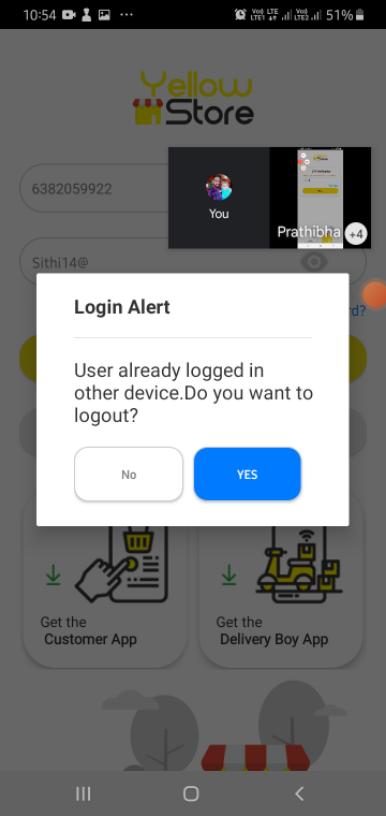 10:54 ··· Vo)) LTE LTE1 Vo)) LTE2 51%
Yellow
Store
6382059922
You
Prathibha +4
Sithi14@
rd?
Login Alert
User already logged in
other device.Do you want to
logout?
No YES
Get the
Customer App
Get the
Delivery Boy App